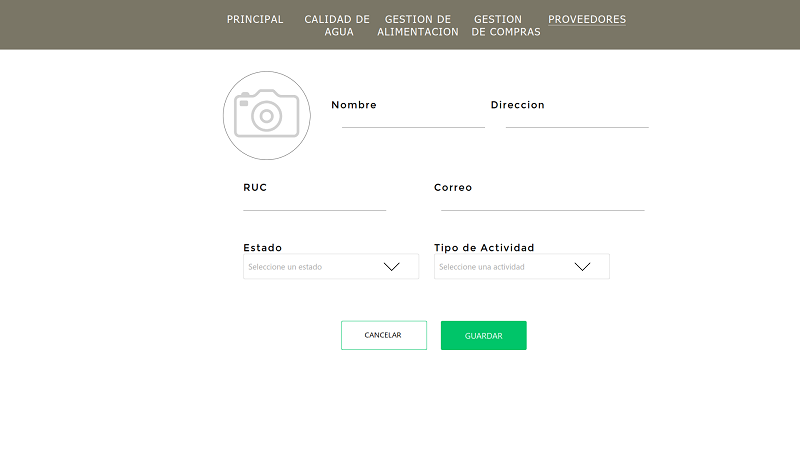 PRINCIPAL
CALIDAD DE
AGUA
GESTION DE
ALIMENTACION
GESTION
DE COMPRAS
PROVEEDORES
Nombre
Direccion
RUC
Correo
Estado
Tipo de Actividad
Seleccione un estado
Seleccione una actividad
CANCELAR
GUARDAR